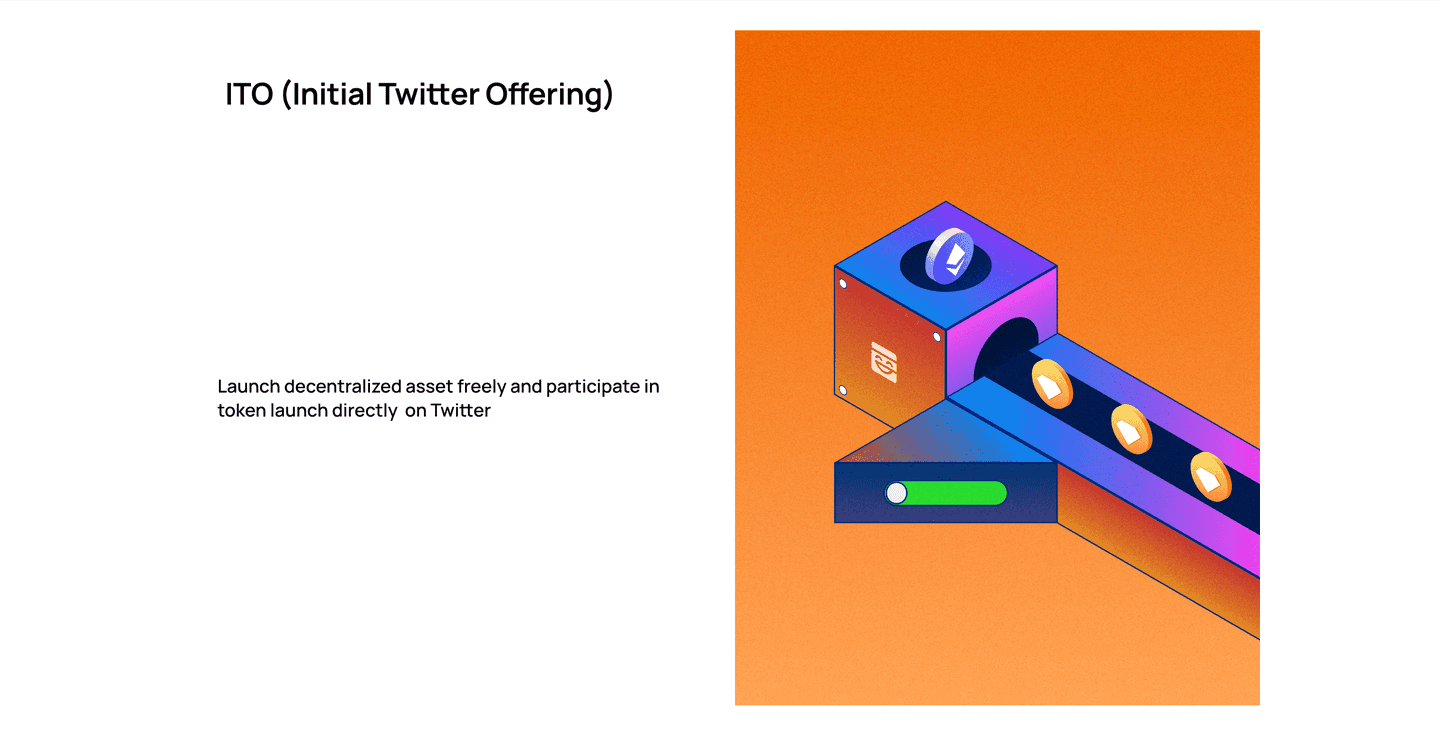 ITO (Initial Twitter Offering)
Launch decentralized asset freely and participate in
token launch directly  on Twitter